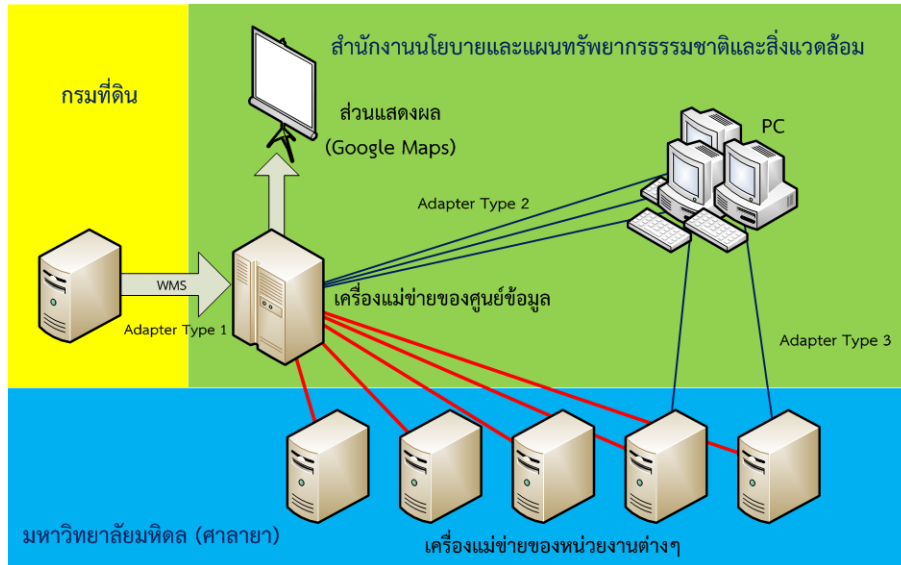 สำนักงานนโยบายและแผนทรัพยากรธรรมชาติและสิ่งแวดล้อม
กรมที่ดิน
ส่วนแสดงผล
(Google Maps)
PC
Adapter Type 2
WMS
เครื่องแม่ข่ายของศูนย์ข้อมูล
Adapter Type 1
Adapter Type 3
มหาวิทยาลัยมหิดล (ศาลายา)
เครื่องแม่ข่ายของหน่วยงานต่างๆ